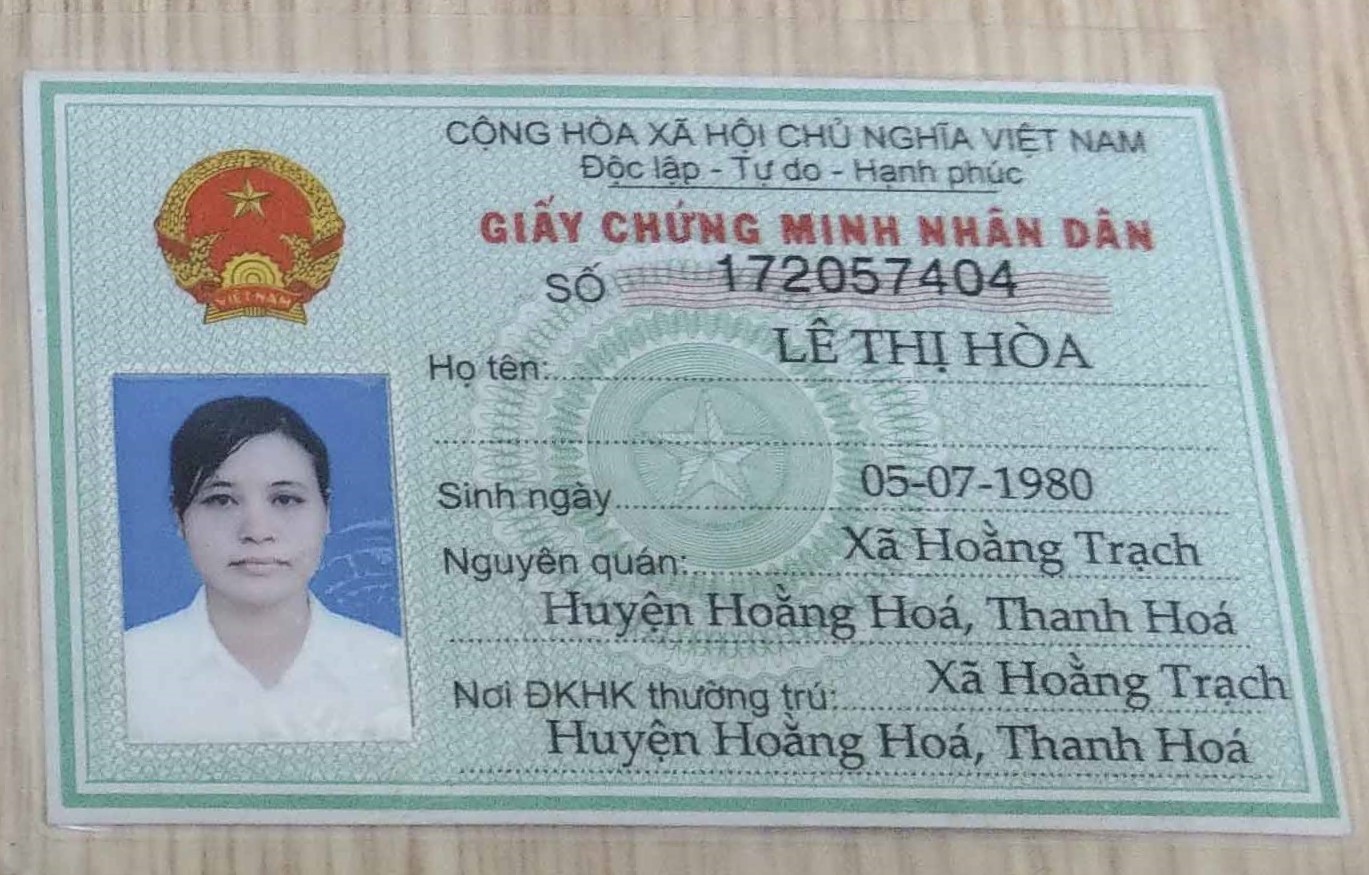 CỘNG HÒA XÃ HỘI CHỦ NGHĨA VIỆT NAM
Độc lập - Tự do - Hạnh phúc
GIẤY CHỨNG MINH NHÂN DÂN
SỐ 172057404
VIỆT NAM
Họ tên: LÊ THỊ HÒA
Sinh ngày 05-07-1980
Nguyên quán: Xã Hoằng Trạch
Huyện Hoằng Hoá, Thanh Hoá
Nơi ĐKHK thường trú: Xã Hoằng Trạch
Huyện Hoằng Hoá, Thanh Hoá